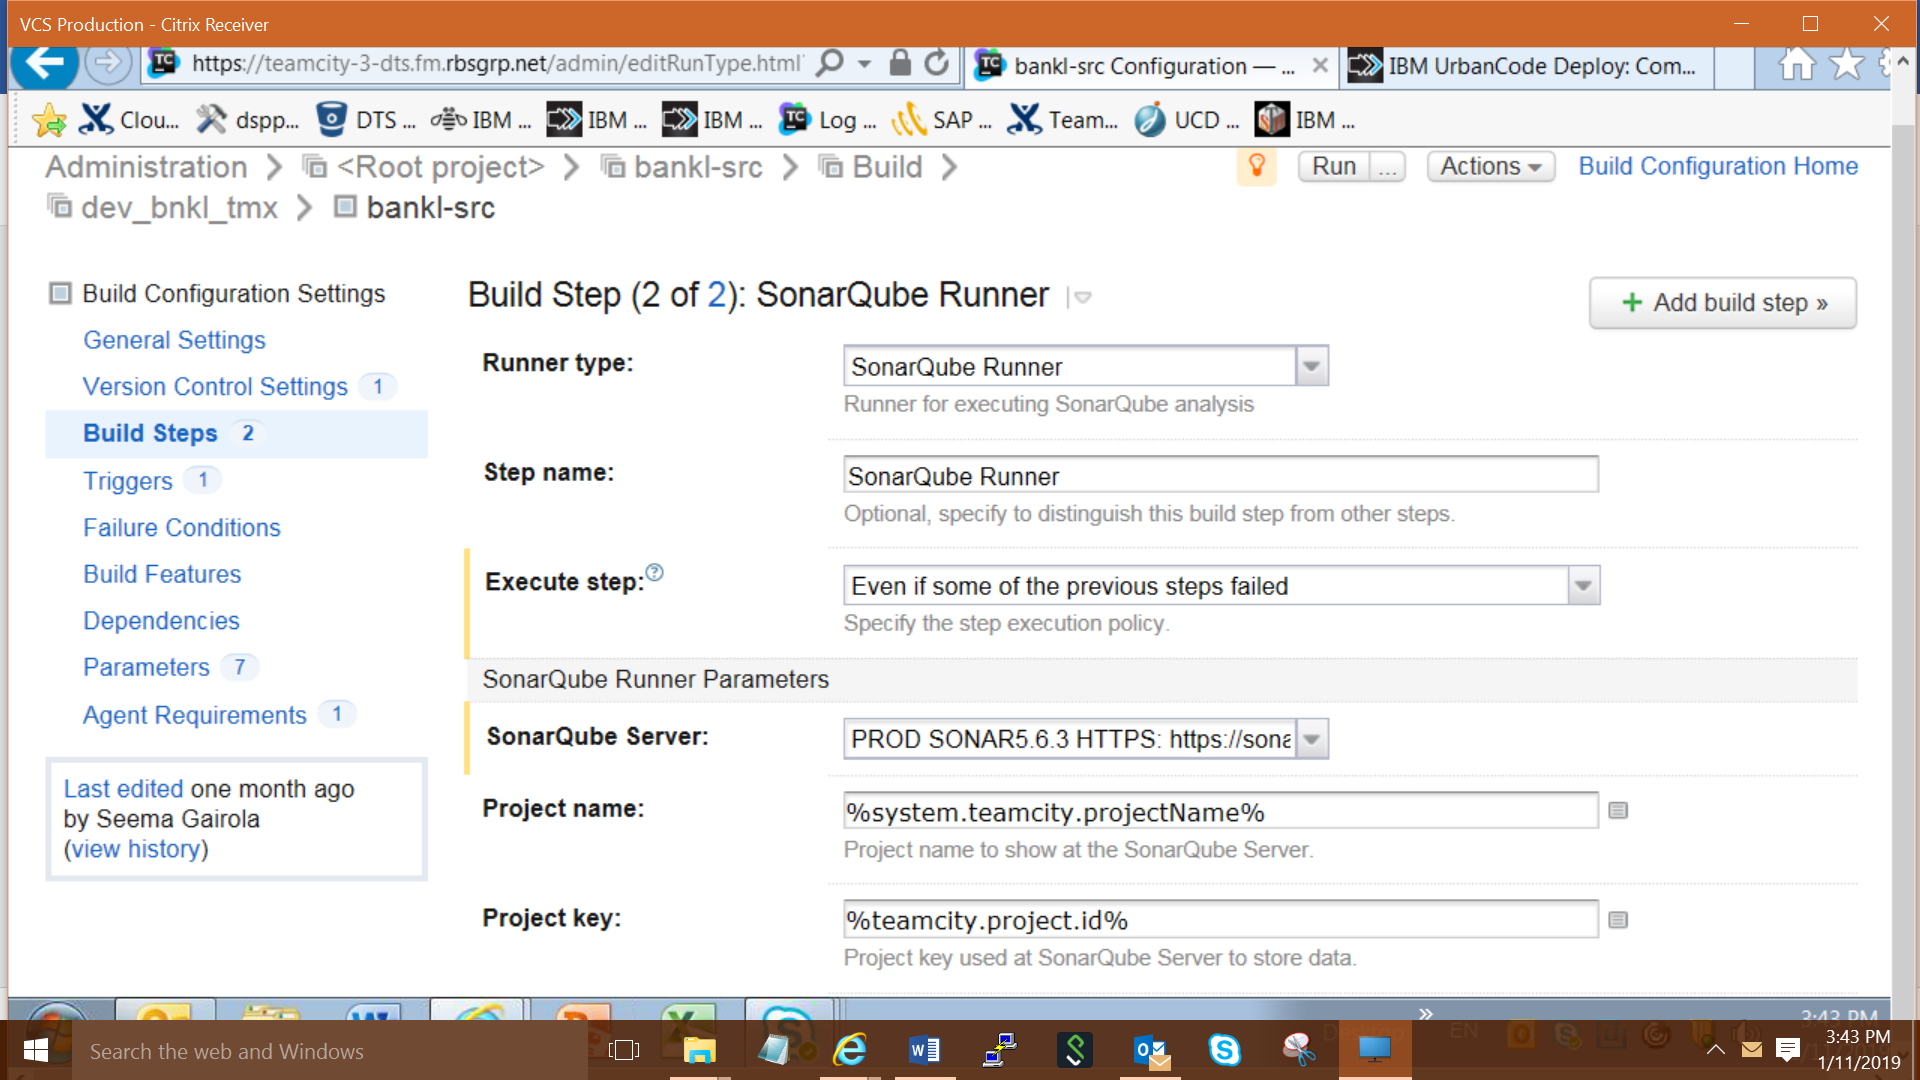 VCS Production - Citrix Receiver
https://teamcity-3-dts.fm.rbsgrp.net/admin/editRunType.html
bankl-src Configuration — ...
IBM UrbanCode Deploy: Com...
Clou...
dspp...
DTS ...
IBM ...
IBM ...
IBM ...
Log ...
SAP ...
Team...
UCD ...
IBM ...
Administration
<Root project>
bankl-src
Build
dev_bnkl_tmx
bankl-src
Run ...
Actions
Build Configuration Home
Build Configuration Settings
General Settings
Version Control Settings 1
Build Steps 2
Triggers 1
Failure Conditions
Build Features
Dependencies
Parameters 7
Agent Requirements 1
Last edited one month ago
by Seema Gairola
(view history)
Build Step (2 of 2): SonarQube Runner
+ Add build step »
Runner type:
SonarQube Runner
Runner for executing SonarQube analysis
Step name:
SonarQube Runner
Optional, specify to distinguish this build step from other steps.
Execute step: ?
Even if some of the previous steps failed
Specify the step execution policy.
SonarQube Runner Parameters
SonarQube Server:
PROD SONAR5.6.3 HTTPS: https://sona
Project name:
%system.teamcity.projectName%
Project name to show at the SonarQube Server.
Project key:
%teamcity.project.id%
Project key used at SonarQube Server to store data.
»
Desktop
EN
3:43 PM
Search the web and Windows
3:43 PM
1/11/2019